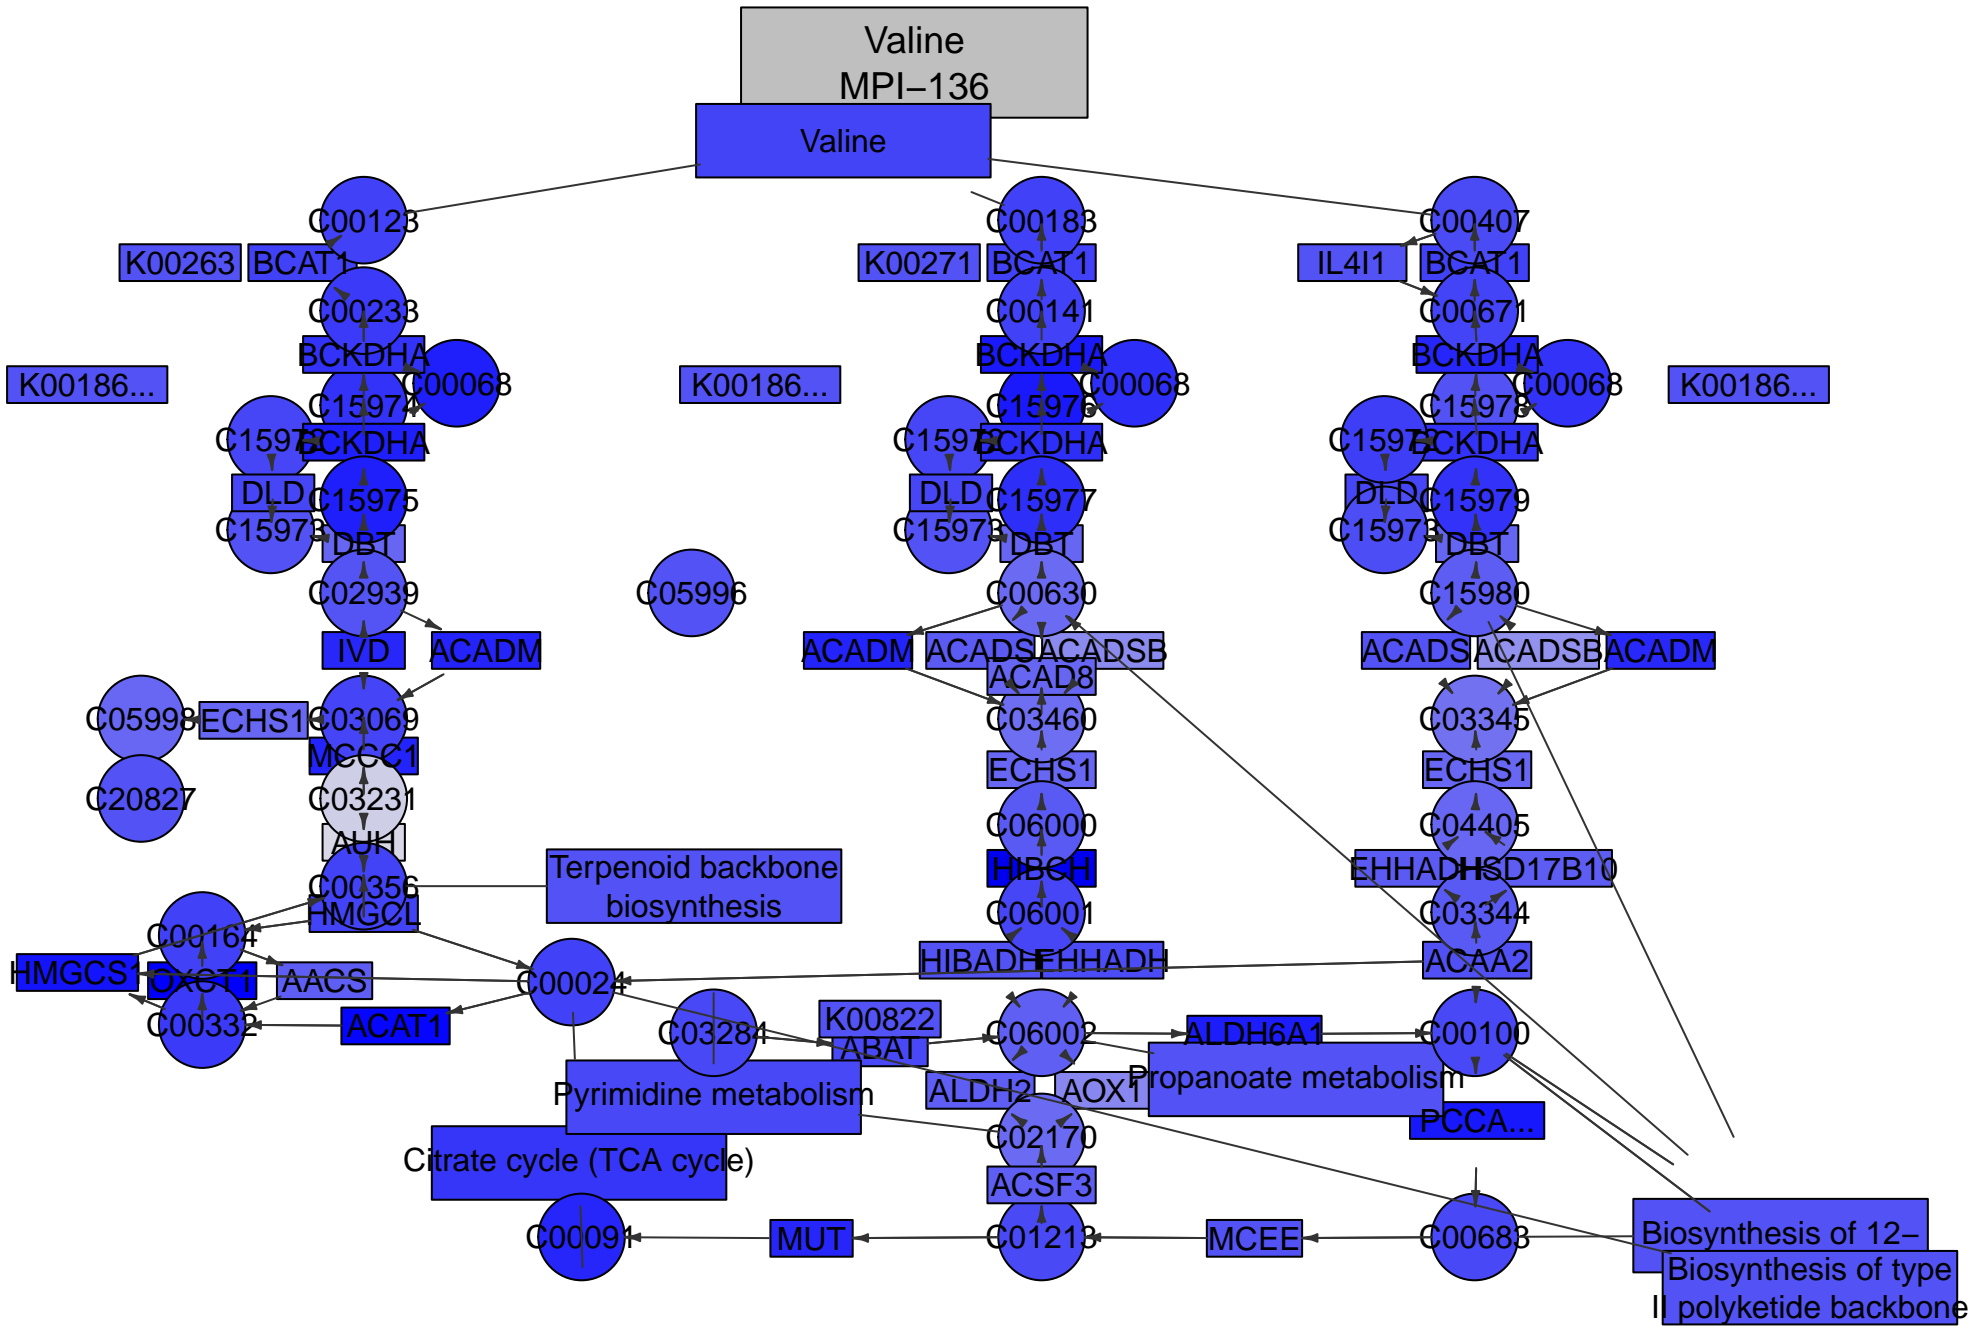 Valine
MPI−136
Valine
C00123
C00183
C00407
K00263
BCAT1
K00271
BCAT1
IL4I1
BCAT1
C00233
C00141
C00671
BCKDHA
BCKDHA
BCKDHA
K00186...
C00068
K00186...
C00068
C00068
K00186...
C15974
C15976
C15978
C15972
BCKDHA
C15972
BCKDHA
C15972
BCKDHA
DLD
C15975
DLD
C15977
DLD
C15979
C15973
DBT
C15973
DBT
C15973
DBT
C02939
C05996
C00630
C15980
IVD
ACADM
ACADM
ACADS
ACADSB
ACADS
ACADSB
ACADM
ACAD8
C05998
ECHS1
C03069
C03460
C03345
MCCC1
ECHS1
ECHS1
C20827
C03231
C06000
C04405
AUH
Terpenoid backbone
biosynthesis
HIBCH
EHHADH
HSD17B10
C00356
HMGCL
C06001
C03344
C00164
HIBADH
EHHADH
ACAA2
HMGCS1
OXCT1
AACS
C00024
C00332
ACAT1
C03284
K00822
ABAT
C06002
ALDH6A1
C00100
Pyrimidine metabolism
ALDH2
AOX1
Propanoate metabolism
PCCA...
C02170
Citrate cycle (TCA cycle)
ACSF3
C00091
MUT
C01213
MCEE
C00683
Biosynthesis of 12−
Biosynthesis of type
II polyketide backbone